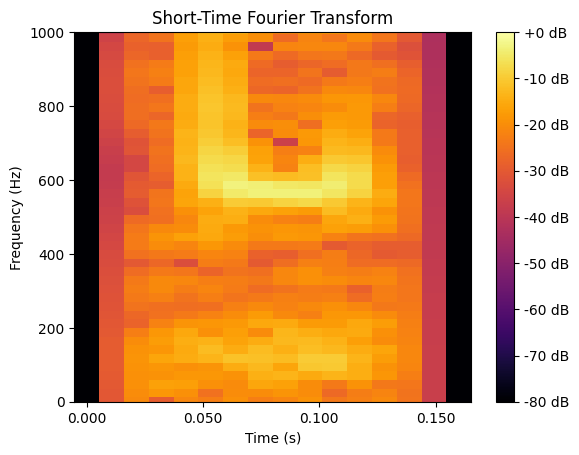 Short-Time Fourier Transform
Frequency (Hz)
1000
800
600
400
200
0
0.000
0.050
0.100
0.150
Time (s)
+0 dB
-10 dB
-20 dB
-30 dB
-40 dB
-50 dB
-60 dB
-70 dB
-80 dB